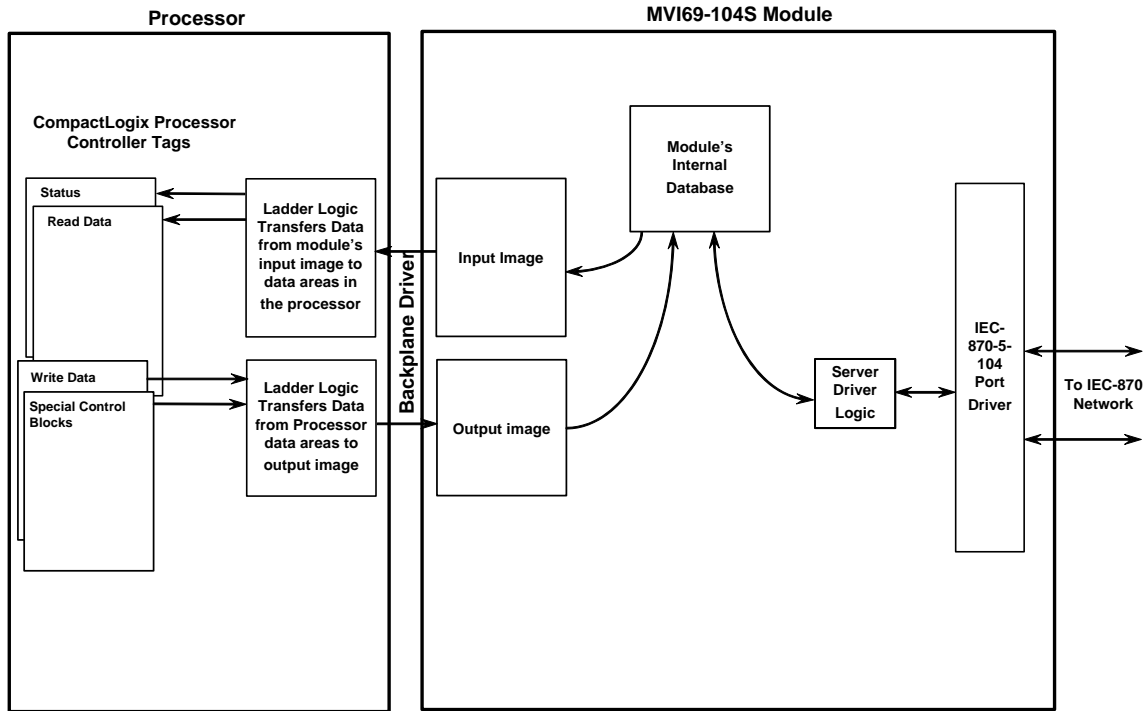 Processor
MVI69-104S Module
CompactLogix Processor
Controller Tags
Status
Read Data
Write Data
Special Control
Blocks
Ladder Logic
Transfers Data
from module's
input image to
data areas in
the processor
Ladder Logic
Transfers Data
from Processor
data areas to
output image
Backplane Driver
Input Image
Output image
Module's
Internal
Database
Server
Driver
Logic
IEC-
870-5-
104
Port
Driver
To IEC-870
Network